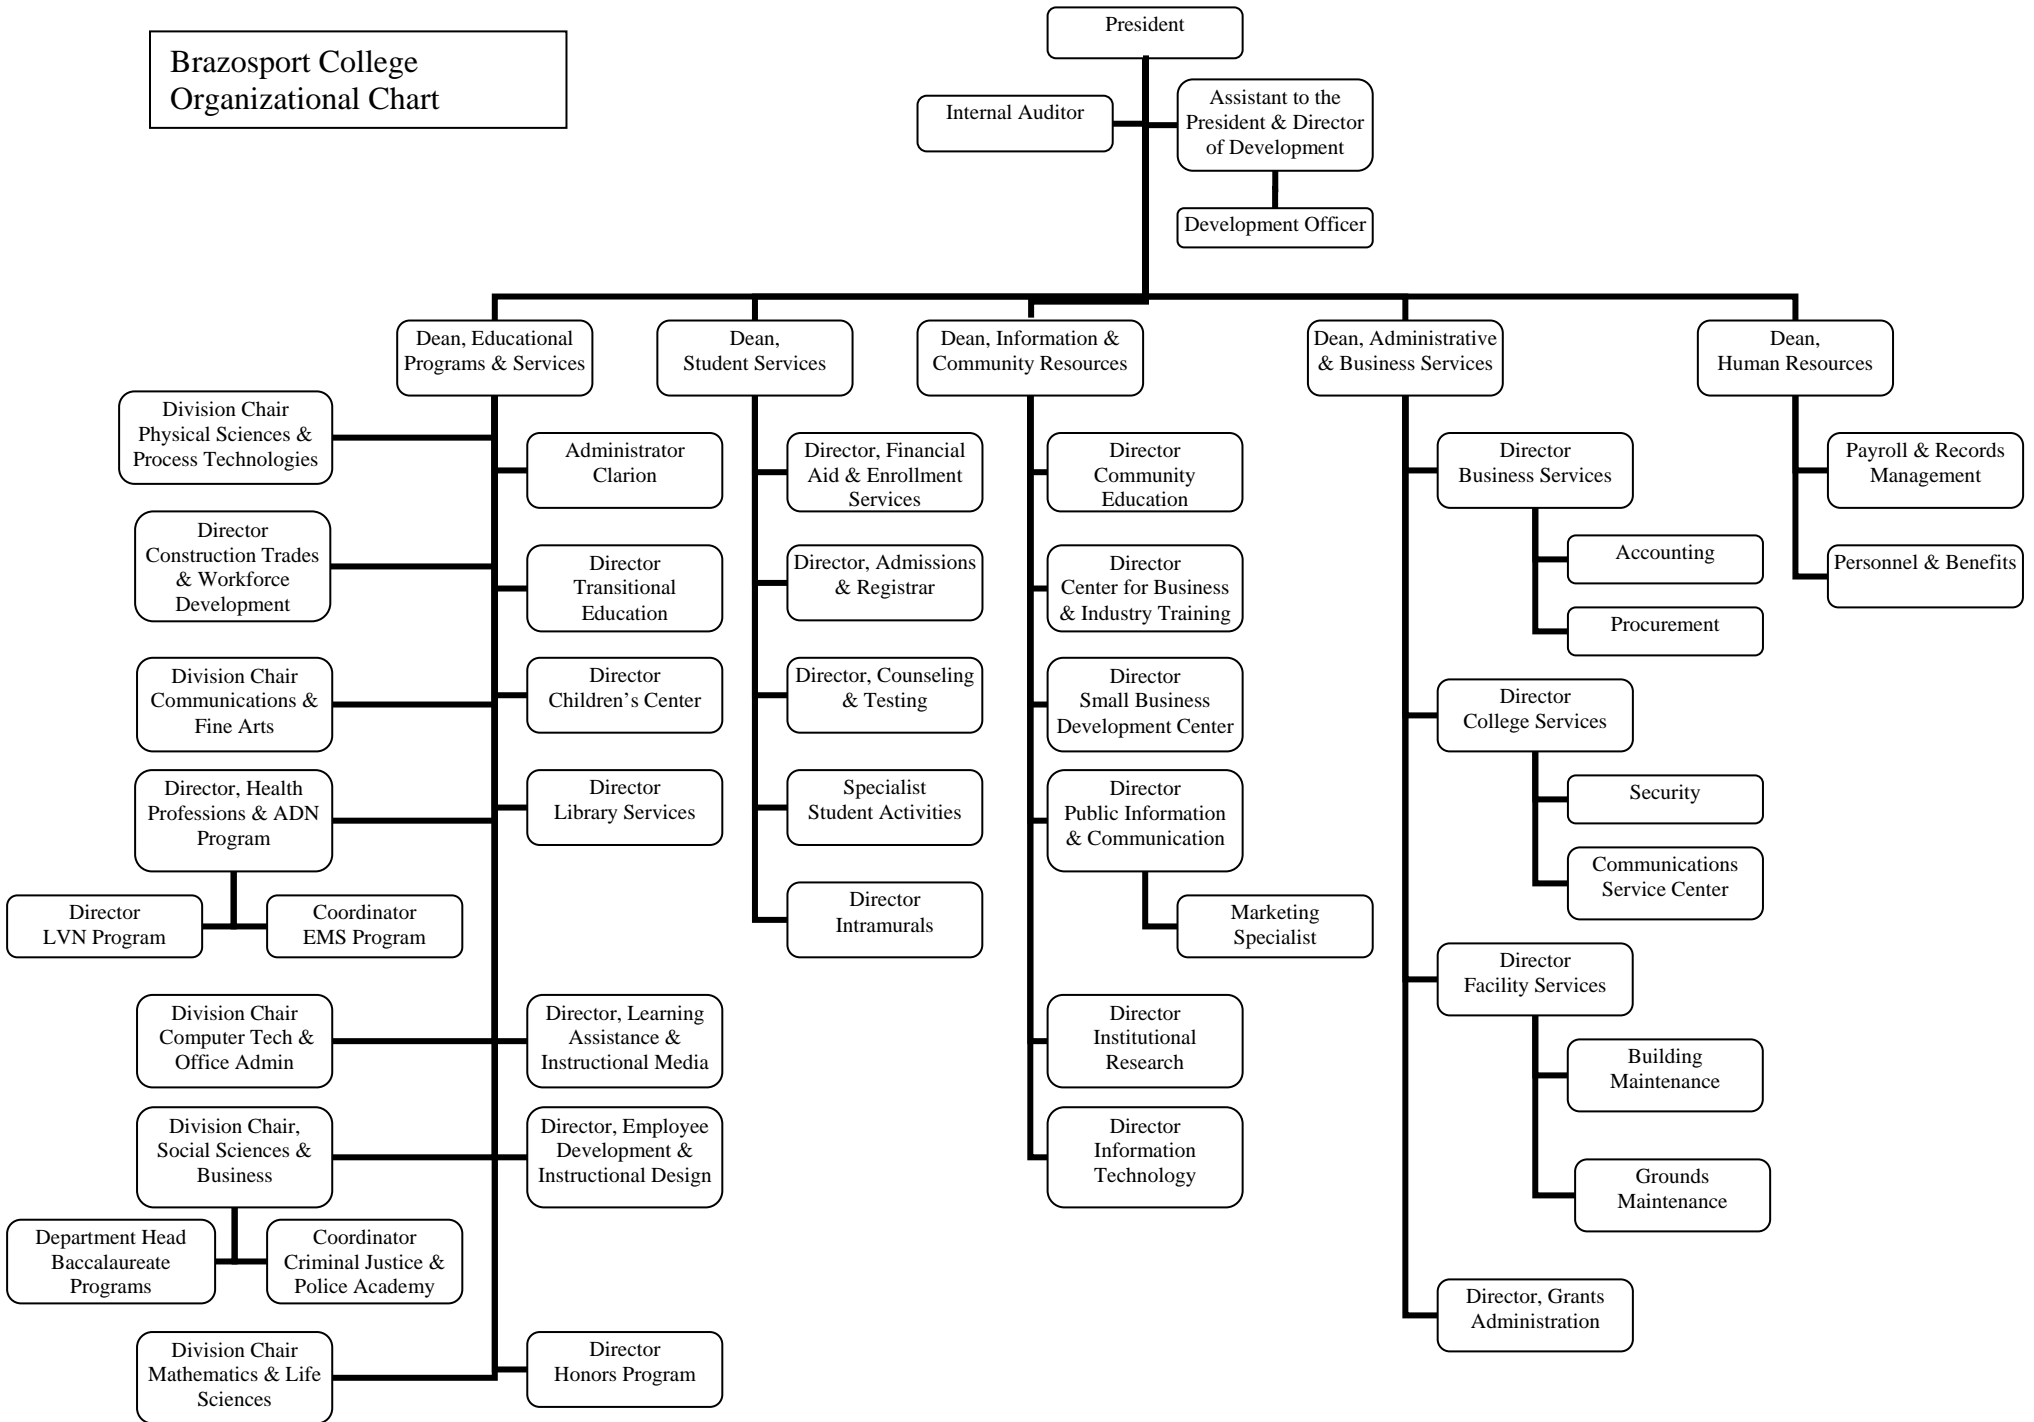 Brazosport College
Organizational Chart
President
Internal Auditor
Assistant to the
President & Director
of Development
Development Officer
Dean, Educational
Programs & Services
Dean,
Student Services
Dean, Information &
Community Resources
Dean, Administrative
& Business Services
Dean,
Human Resources
Division Chair
Physical Sciences &
Process Technologies
Director
Construction Trades
& Workforce
Development
Division Chair
Communications &
Fine Arts
Director, Health
Professions & ADN
Program
Director
LVN Program
Coordinator
EMS Program
Division Chair
Computer Tech &
Office Admin
Division Chair,
Social Sciences &
Business
Department Head
Baccalaureate
Programs
Coordinator
Criminal Justice &
Police Academy
Division Chair
Mathematics & Life
Sciences
Administrator
Clarion
Director
Transitional
Education
Director
Children’s Center
Director
Library Services
Director, Learning
Assistance &
Instructional Media
Director, Employee
Development &
Instructional Design
Director
Honors Program
Director, Financial
Aid & Enrollment
Services
Director, Admissions
& Registrar
Director, Counseling
& Testing
Specialist
Student Activities
Director
Intramurals
Director
Community
Education
Director
Center for Business
& Industry Training
Director
Small Business
Development Center
Director
Public Information
& Communication
Marketing
Specialist
Director
Institutional
Research
Director
Information
Technology
Director
Business Services
Accounting
Procurement
Director
College Services
Security
Communications
Service Center
Director
Facility Services
Building
Maintenance
Grounds
Maintenance
Director, Grants
Administration
Payroll & Records
Management
Personnel & Benefits